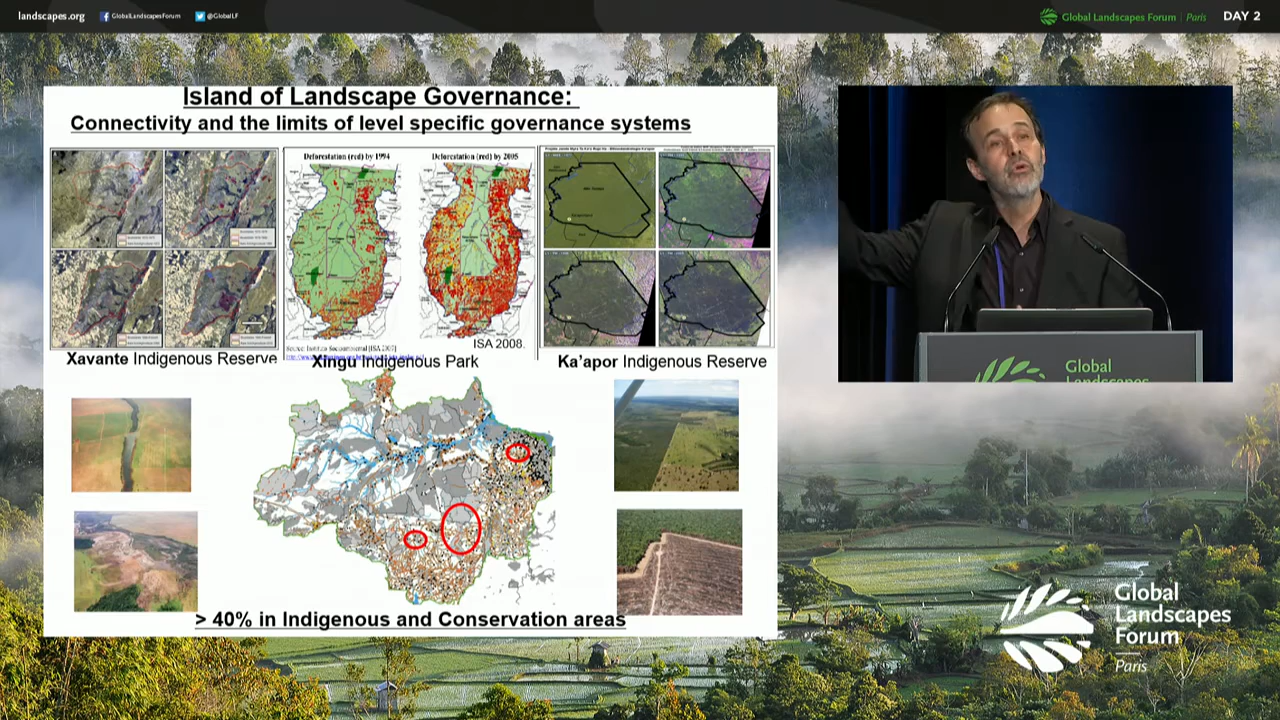 landscapes.org
GlobalLandscapesForum
@GlobalLF
Global Landscapes Forum | Paris
DAY 2
Island of Landscape Governance:
Connectivity and the limits of level specific governance systems
Deforestation (red) by 1994
Deforestation (red) by 2005
ISA 2008.
Xavante Indigenous Reserve
Xingu Indigenous Park
Ka'apor Indigenous Reserve
> 40% in Indigenous and Conservation areas
Global
Landscapes
Global
Landscapes
Forum
Paris